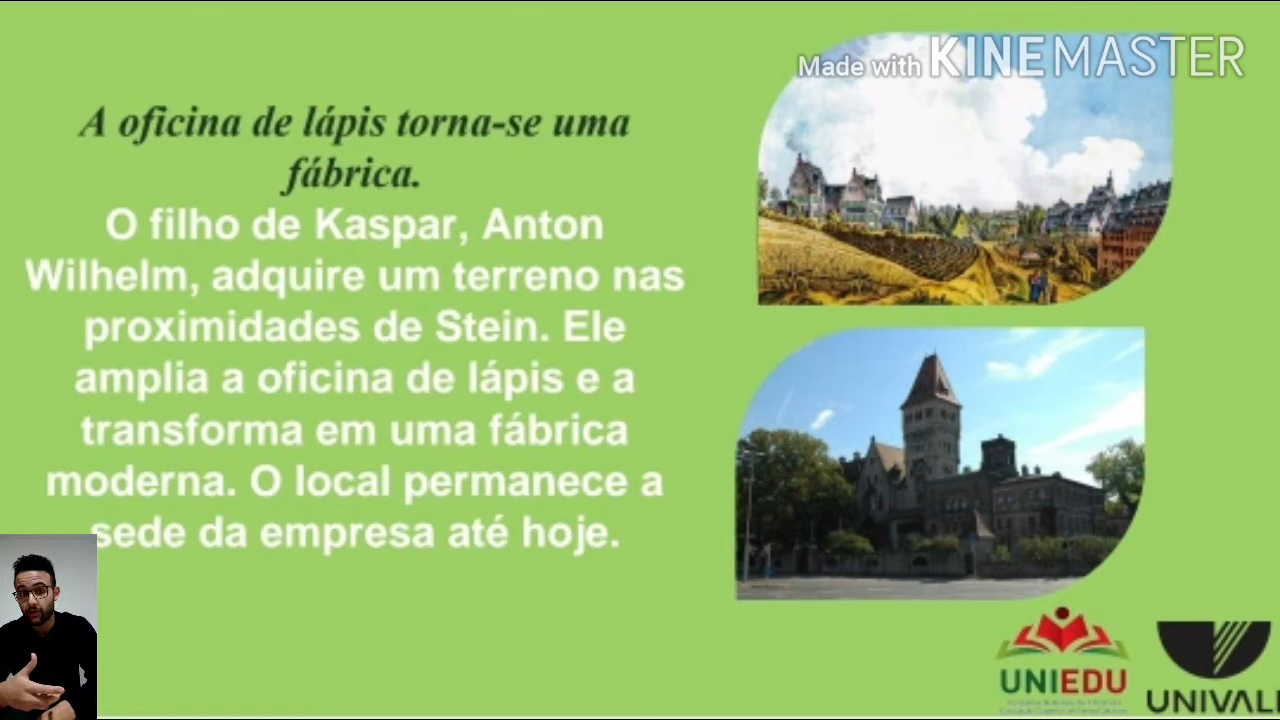 Made with KINEMASTER
A oficina de lápis torna-se uma
fábrica.
O filho de Kaspar, Anton
Wilhelm, adquire um terreno nas
proximidades de Stein. Ele
amplia a oficina de lápis e a
transforma em uma fábrica
moderna. O local permanece a
sede da empresa até hoje.
UNIEDU
UNIVALI